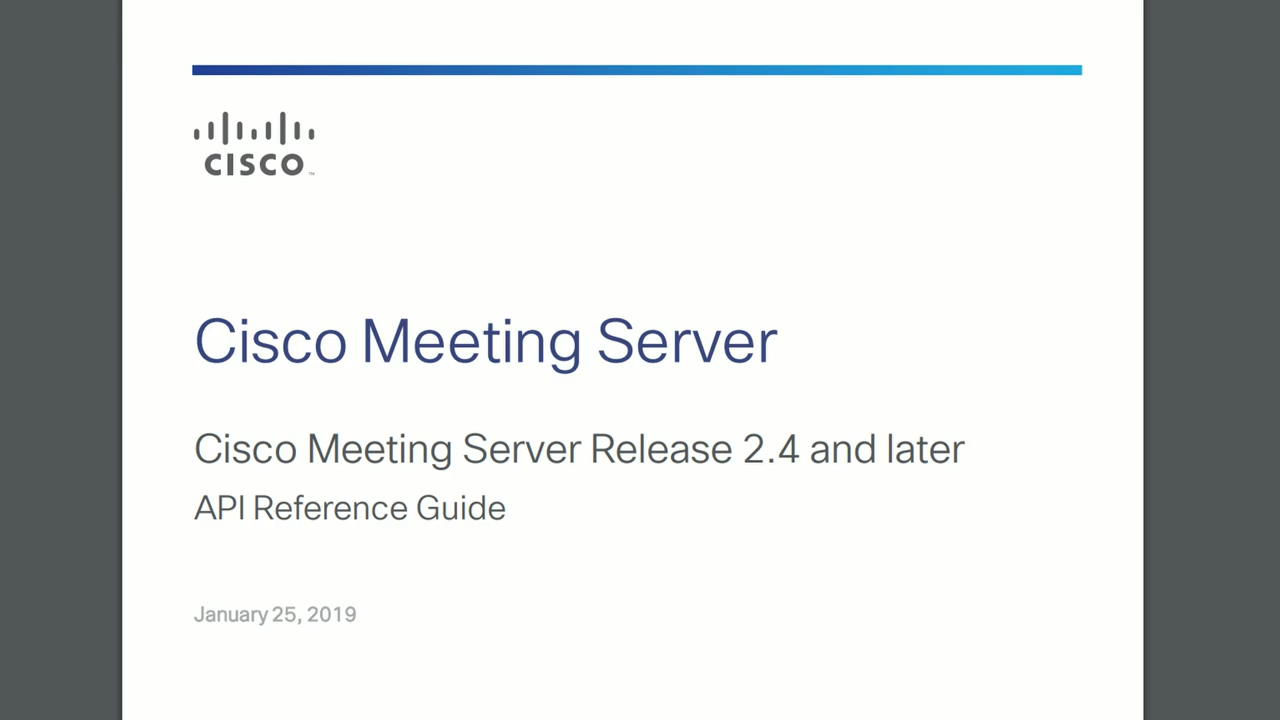 CISCO
Cisco Meeting Server
Cisco Meeting Server Release 2.4 and later
API Reference Guide
January 25, 2019